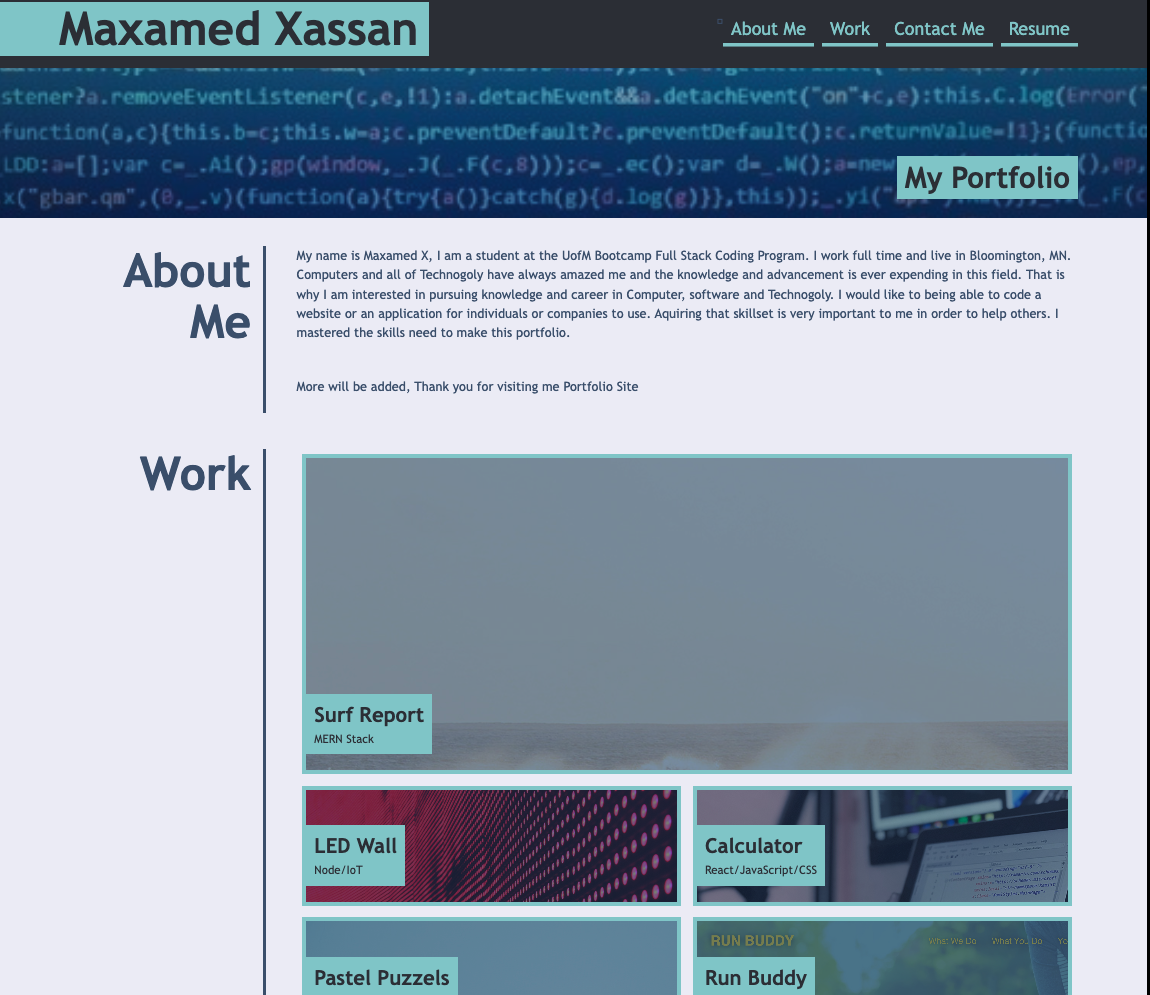 Maxamed Xassan
About Me Work Contact Me Resume
stener?a.removeEventListener(c,e,!1):a.detachEvent&&a.detachEvent("on"+c,e):this.C.log(Error("
function(a,c){this.b=c;this.w=a;c.preventDefault?c.preventDefault():c.returnValue=!1};(functio
LDD:a=[];var c=_.Ai();gp(window,_.J(_.F(c,8)));c=_.ec();var d=_.W();a=new
x("gbar.qm",(@,_.v)(function(a){try{a()}catch(g){d.log(g)}},this));_.yi("
My Portfolio
About
Me
My name is Maxamed X, I am a student at the UofM Bootcamp Full Stack Coding Program. I work full time and live in Bloomington, MN.
Computers and all of Technogoly have always amazed me and the knowledge and advancement is ever expending in this field. That is
why I am interested in pursuing knowledge and career in Computer, software and Technogoly. I would like to being able to code a
website or an application for individuals or companies to use. Aquiring that skillset is very important to me in order to help others. I
mastered the skills need to make this portfolio.
More will be added, Thank you for visiting me Portfolio Site
Work
Surf Report
MERN Stack
LED Wall
Node/IoT
Calculator
React/JavaScript/CSS
Pastel Puzzels
RUN BUDDY
What We Do What You Do Yo
Run Buddy